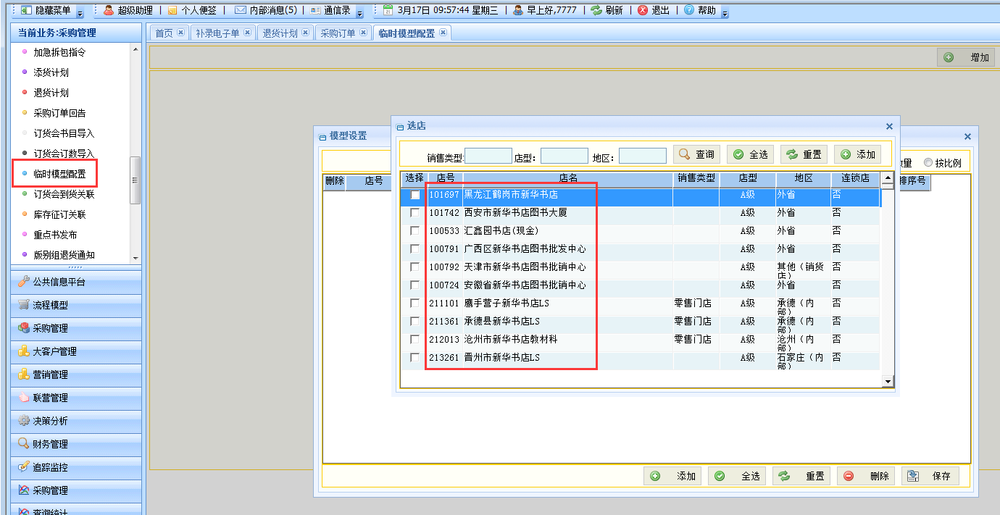 隐藏菜单 超级助理 个人便签 内部消息(5) 通信录 3月17日 09:57:44 星期三 早上好,7777 刷新 退出 帮助
当前业务:采购管理
首页 补录电子单 退货计划 采购订单 临时模型配置
加急拆包指令
添货计划
退货计划
采购订单回告
订货会书目导入
订货会订数导入
临时模型配置
订货会到货关联
库存征订关联
重点书发布
版别组退货通知
公共信息平台
流程模型
采购管理
大客户管理
营销管理
联营管理
决策分析
财务管理
追踪监控
采购管理
查询统计
增加
模型设置
按比例
删除 店号 排序号
选店
销售类型: 店型: 地区: 查询 全选 重置 添加
选择 店号 店名 销售类型 店型 地区 连锁店
101697 黑龙江鹤岗市新华书店 A级 外省 否
101742 西安市新华书店图书大厦 A级 外省 否
100533 汇鑫园书店(现金) A级 外省 否
100791 广西区新华书店图书批发中心 A级 外省 否
100792 天津市新华书店图书批销中心 A级 其他（销货店） 否
100724 安徽省新华书店图书批销中心 A级 外省 否
211101 鹰手营子新华书店LS 零售门店 A级 承德（内部） 否
211361 承德县新华书店LS 零售门店 A级 承德（内部） 否
212013 沧州市新华书店教材科 零售门店 A级 沧州（内部） 否
213261 晋州市新华书店LS A级 石家庄（内部） 否
添加 全选 重置 删除 保存